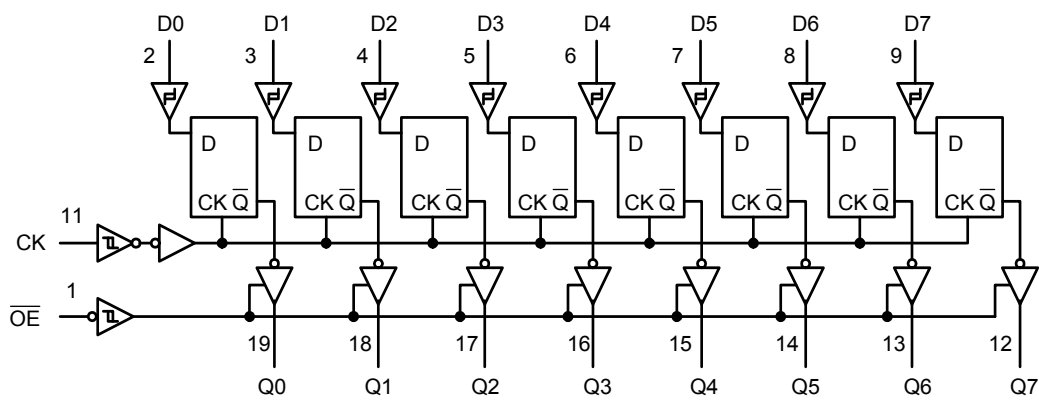 D0 D1 D2 D3 D4 D5 D6 D7
2 3 4 5 6 7 8 9
D D D D D D D D
CK Q̅ CK Q̅ CK Q̅ CK Q̅ CK Q̅ CK Q̅ CK Q̅ CK Q̅
11
CK
1
O̅E̅
19 18 17 16 15 14 13 12
Q0 Q1 Q2 Q3 Q4 Q5 Q6 Q7